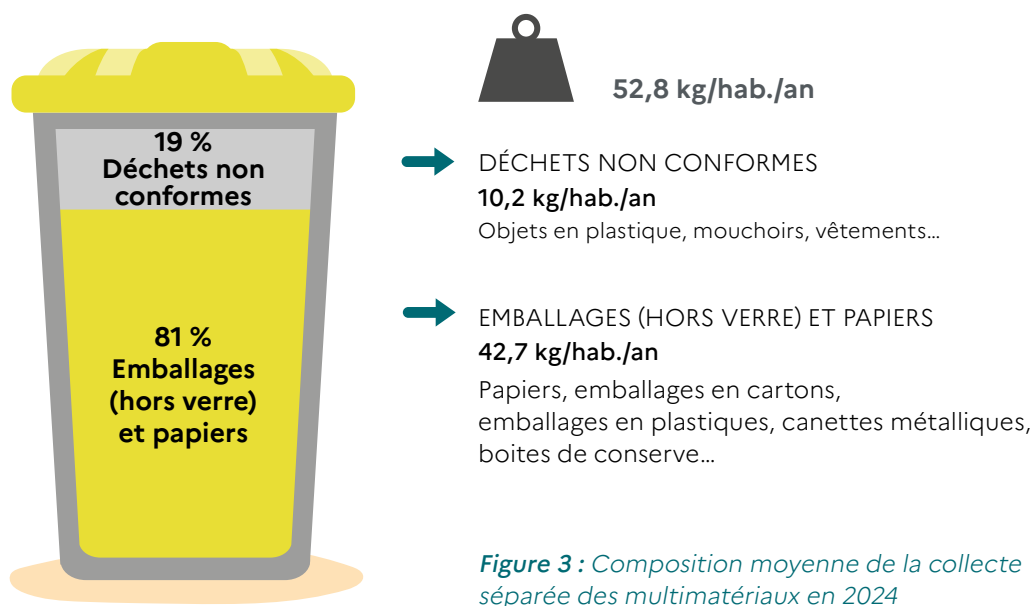 19 %
Déchets non
conformes
81 %
Emballages
(hors verre)
et papiers
52,8 kg/hab./an
DÉCHETS NON CONFORMES
10,2 kg/hab./an
Objets en plastique, mouchoirs, vêtements…
EMBALLAGES (HORS VERRE) ET PAPIERS
42,7 kg/hab./an
Papiers, emballages en cartons,
emballages en plastiques, canettes métalliques,
boites de conserve…
Figure 3 : Composition moyenne de la collecte
séparée des multimatériaux en 2024